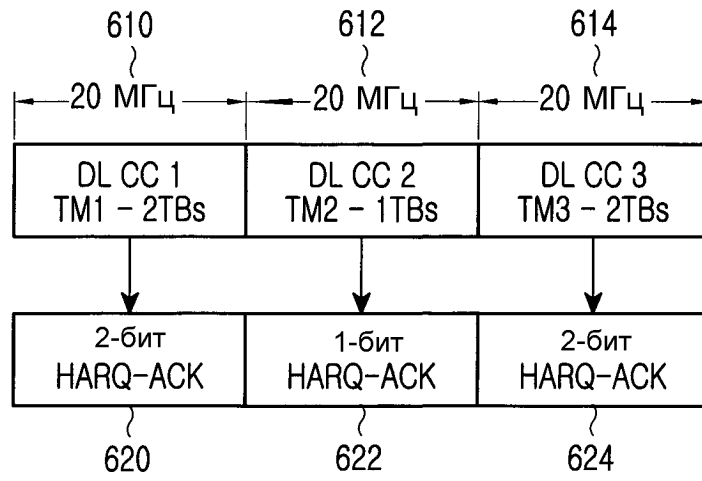 610 612 614
20 МГц 20 МГц 20 МГц
DL CC 1 DL CC 2 DL CC 3
TM1 – 2TBs TM2 – 1TBs TM3 – 2TBs
2-бит 1-бит 2-бит
HARQ-ACK HARQ-ACK HARQ-ACK
620 622 624